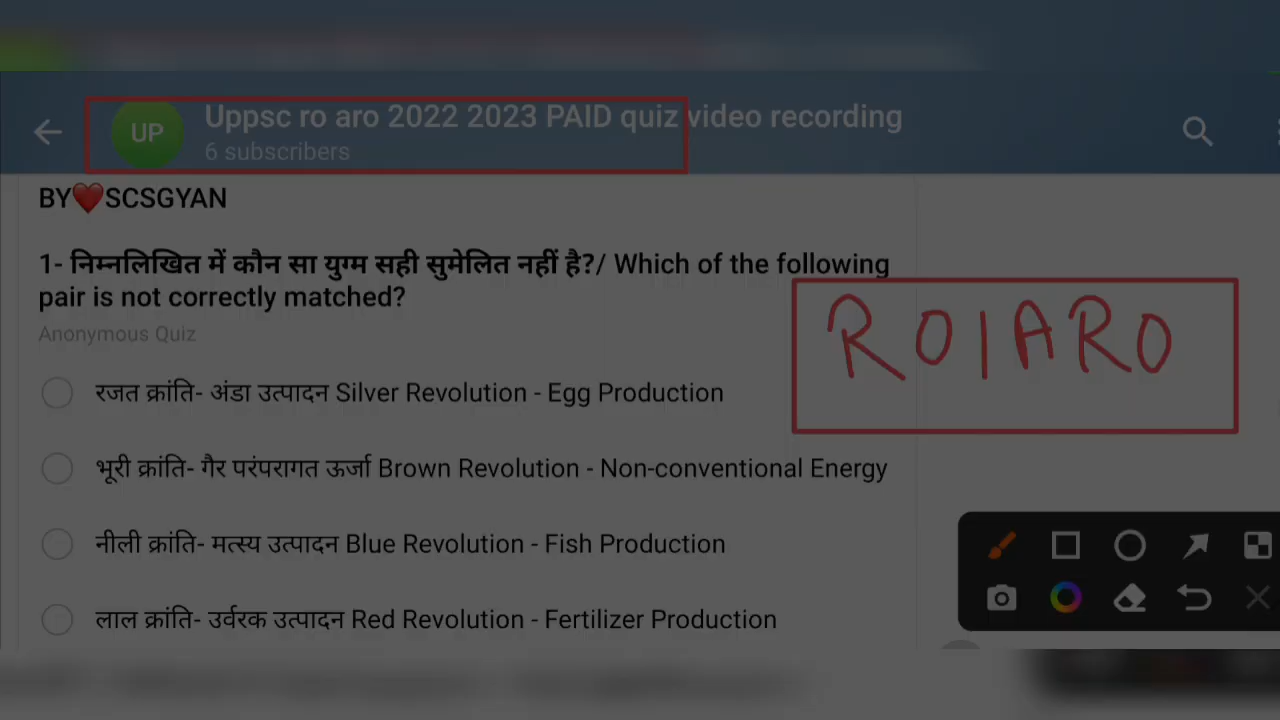 Uppsc ro aro 2022 2023 PAID quiz video recording
UP
6 subscribers
BY❤️SCSGYAN
1- निम्नलिखित में कौन सा युग्म सही सुमेलित नहीं है?/ Which of the following
pair is not correctly matched?
Anonymous Quiz
RO/ARO
रजत क्रांति- अंडा उत्पादन Silver Revolution - Egg Production
भूरी क्रांति- गैर परंपरागत ऊर्जा Brown Revolution - Non-conventional Energy
नीली क्रांति- मत्स्य उत्पादन Blue Revolution - Fish Production
लाल क्रांति- उर्वरक उत्पादन Red Revolution - Fertilizer Production